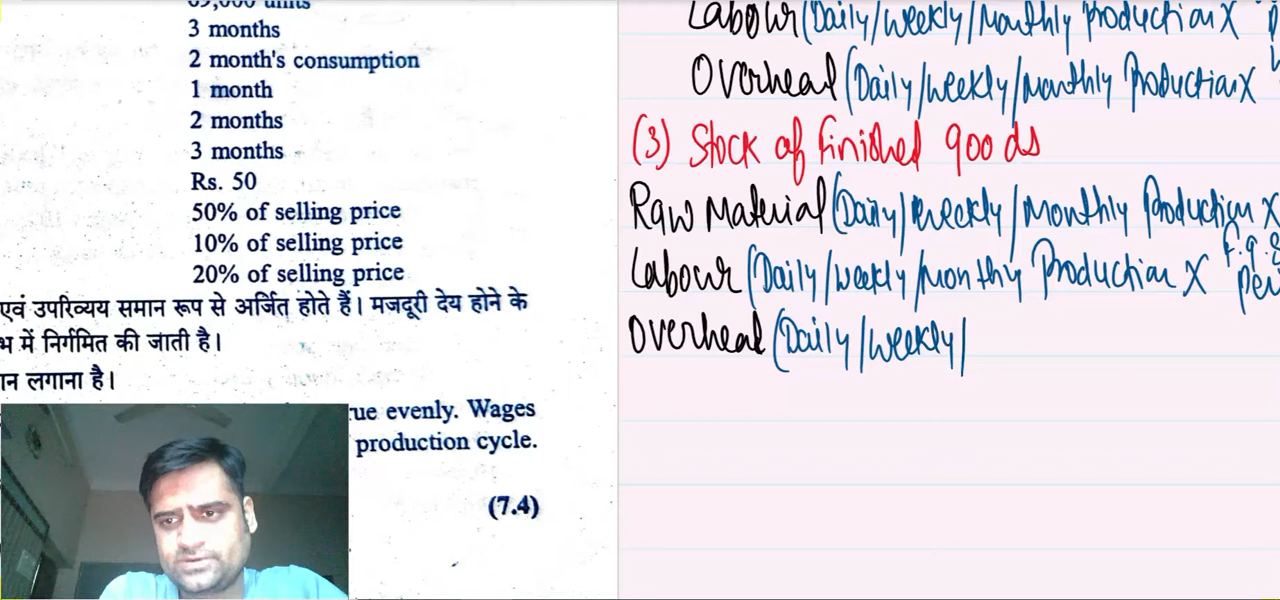 69,000 units
3 months
2 month's consumption
1 month
2 months
3 months
Rs. 50
50% of selling price
10% of selling price
20% of selling price
एवं उपरिव्यय समान रूप से अर्जित होते हैं। मजदूरी देय होने के
भ में निर्गमित की जाती है।
ान लगाना है।
rue evenly. Wages
production cycle.
(7.4)
Labour (Daily/weekly/Monthly Production X
Overhead (Daily/weekly/Monthly Production X
(3) Stock of Finished goods
Raw Material (Daily/weekly/Monthly Production X
F.g.
Labour (Daily/weekly/monthly Production X
Overhead (Daily/weekly/